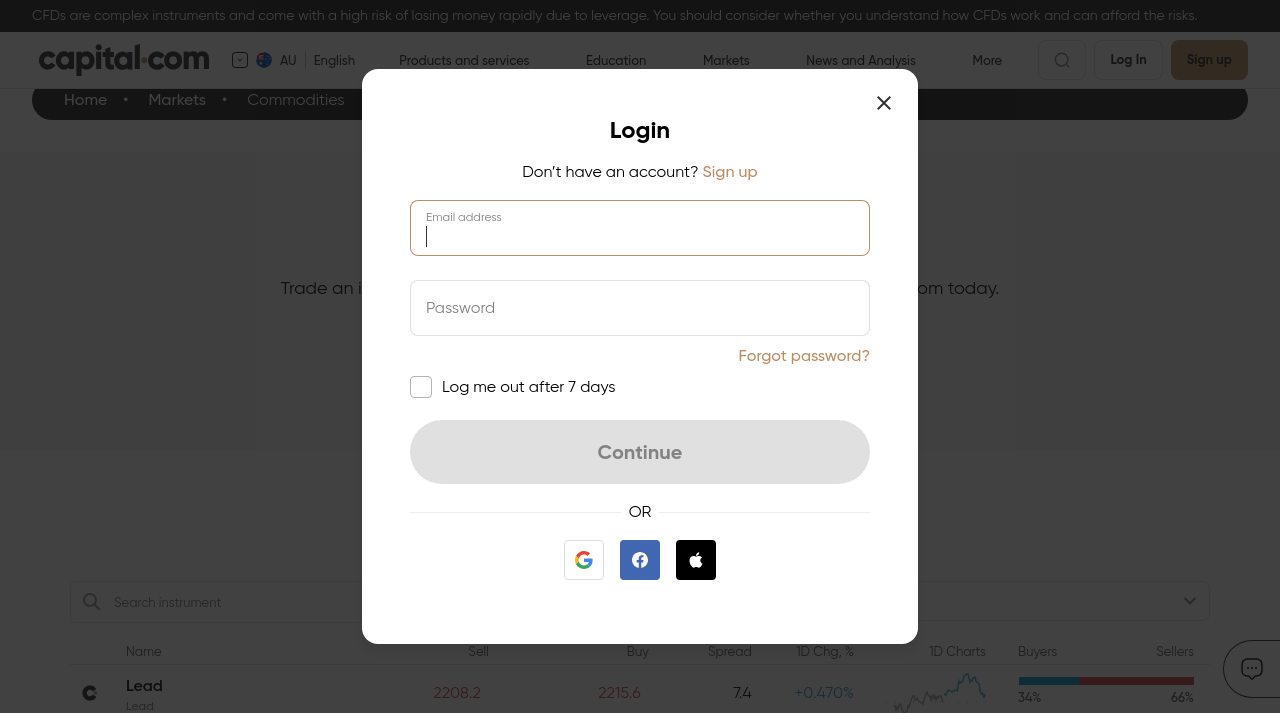 CFDs are complex instruments and come with a high risk of losing money rapidly due to leverage. You should consider whether you understand how CFDs work and can afford the risks.
capital.com AU English Products and services Education Markets News and Analysis More Log In Sign up
Home • Markets • Commodities
Login
Don’t have an account? Sign up
Email address
Trade an i om today.
Password
Forgot password?
Log me out after 7 days
Continue
OR
Search instrument
Name Sell Buy Spread 1D Chg, % 1D Charts Buyers Sellers
Lead 2208.2 2215.6 7.4 +0.470% 34% 66%
Lead